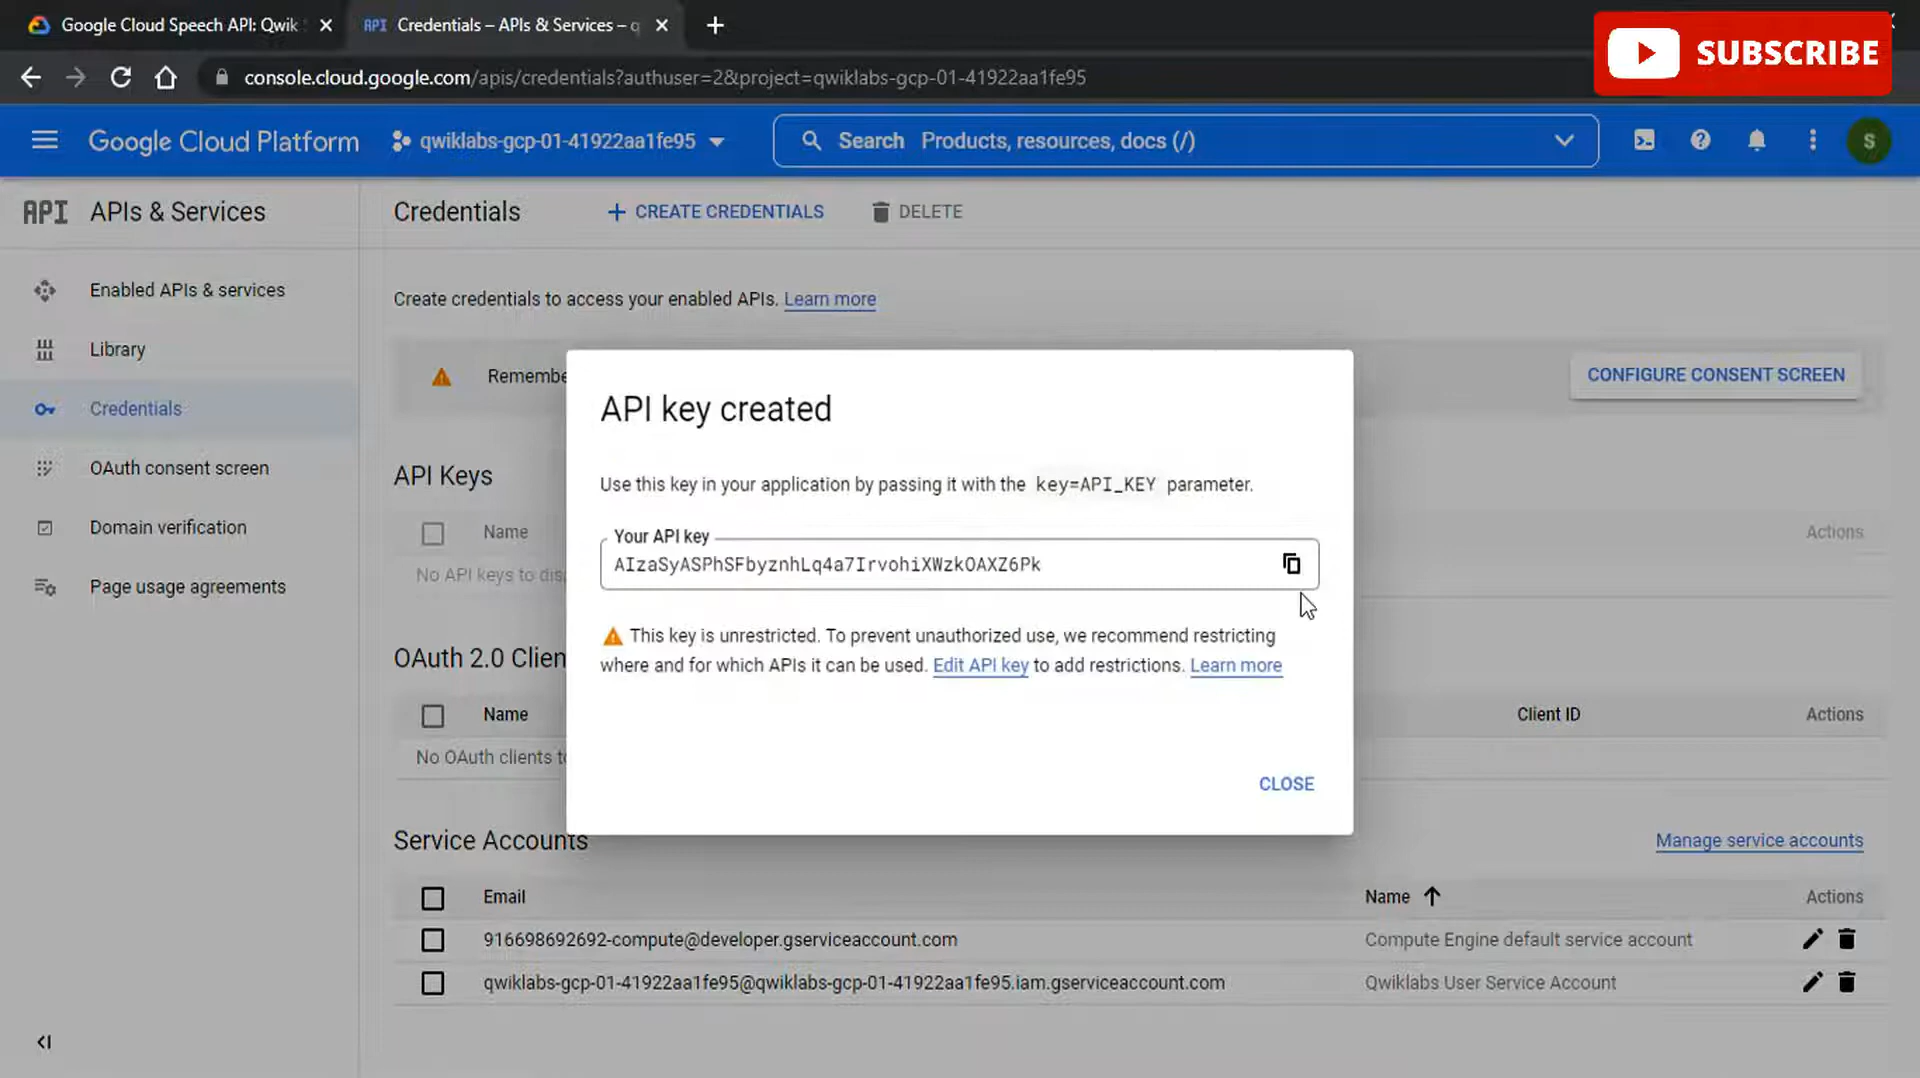 Google Cloud Speech API: Qwik
API Credentials – APIs & Services – q
SUBSCRIBE
console.cloud.google.com/apis/credentials?authuser=2&project=qwiklabs-gcp-01-41922aa1fe95
Google Cloud Platform
qwiklabs-gcp-01-41922aa1fe95
Search Products, resources, docs (/)
S
API APIs & Services
Credentials
+ CREATE CREDENTIALS
DELETE
Enabled APIs & services
Library
Credentials
OAuth consent screen
Domain verification
Page usage agreements
Create credentials to access your enabled APIs. Learn more
Remembe
CONFIGURE CONSENT SCREEN
API Keys
Name
Actions
No API keys to disp
API key created
Use this key in your application by passing it with the key=API_KEY parameter.
Your API key
AIzaSyASPhSFbyznhLq4a7IrvohiXWzkOAXZ6Pk
This key is unrestricted. To prevent unauthorized use, we recommend restricting
where and for which APIs it can be used. Edit API key to add restrictions. Learn more
CLOSE
OAuth 2.0 Clien
Name
Client ID
Actions
No OAuth clients to
Service Accounts
Manage service accounts
Email
Name
Actions
916698692692-compute@developer.gserviceaccount.com
Compute Engine default service account
qwiklabs-gcp-01-41922aa1fe95@qwiklabs-gcp-01-41922aa1fe95.iam.gserviceaccount.com
Qwiklabs User Service Account